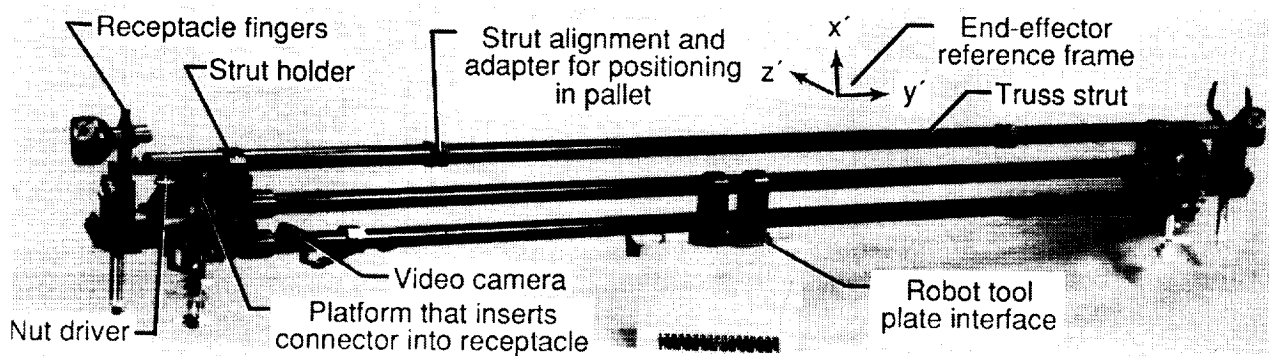 Receptacle fingers
Strut holder
Strut alignment and
adapter for positioning
in pallet
x′
z′
y′
End-effector
reference frame
Truss strut
Video camera
Platform that inserts
connector into receptacle
Nut driver
Robot tool
plate interface